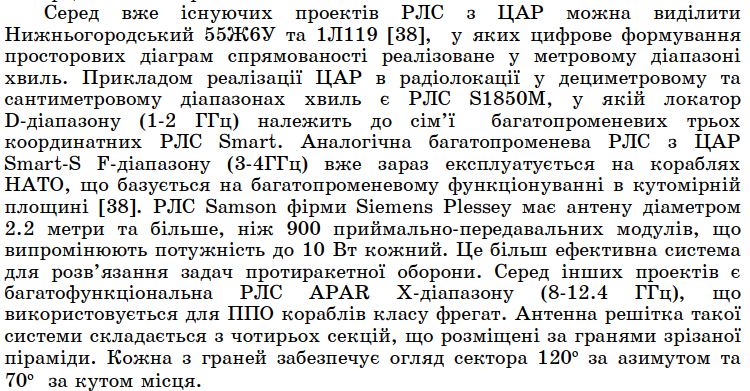 Серед вже існуючих проектів РЛС з ЦАР можна виділити
Нижньогородський 55Ж6У та 1Л119 [38], у яких цифрове формування
просторових діаграм спрямованості реалізоване у метровому діапазоні
хвиль. Прикладом реалізації ЦАР в радіолокації у дециметровому та
сантиметровому діапазонах хвиль є РЛС S1850M, у якій локатор
D-діапазону (1-2 ГГц) належить до сім’ї багатопроменевих трьох
координатних РЛС Smart. Аналогічна багатопроменева РЛС з ЦАР
Smart-S F-діапазону (3-4ГГц) вже зараз експлуатується на кораблях
НАТО, що базується на багатопроменевому функціонуванні в кутомірній
площині [38]. РЛС Samson фірми Siemens Plessey має антену діаметром
2.2 метри та більше, ніж 900 приймально-передавальних модулів, що
випромінюють потужність до 10 Вт кожний. Це більш ефективна система
для розв’язання задач протиракетної оборони. Серед інших проектів є
багатофункціональна РЛС APAR X-діапазону (8-12.4 ГГц), що
використовується для ППО кораблів класу фрегат. Антенна решітка такої
системи складається з чотирьох секцій, що розміщені за гранями зрізаної
піраміди. Кожна з граней забезпечує огляд сектора 120º за азимутом та
70º за кутом місця.